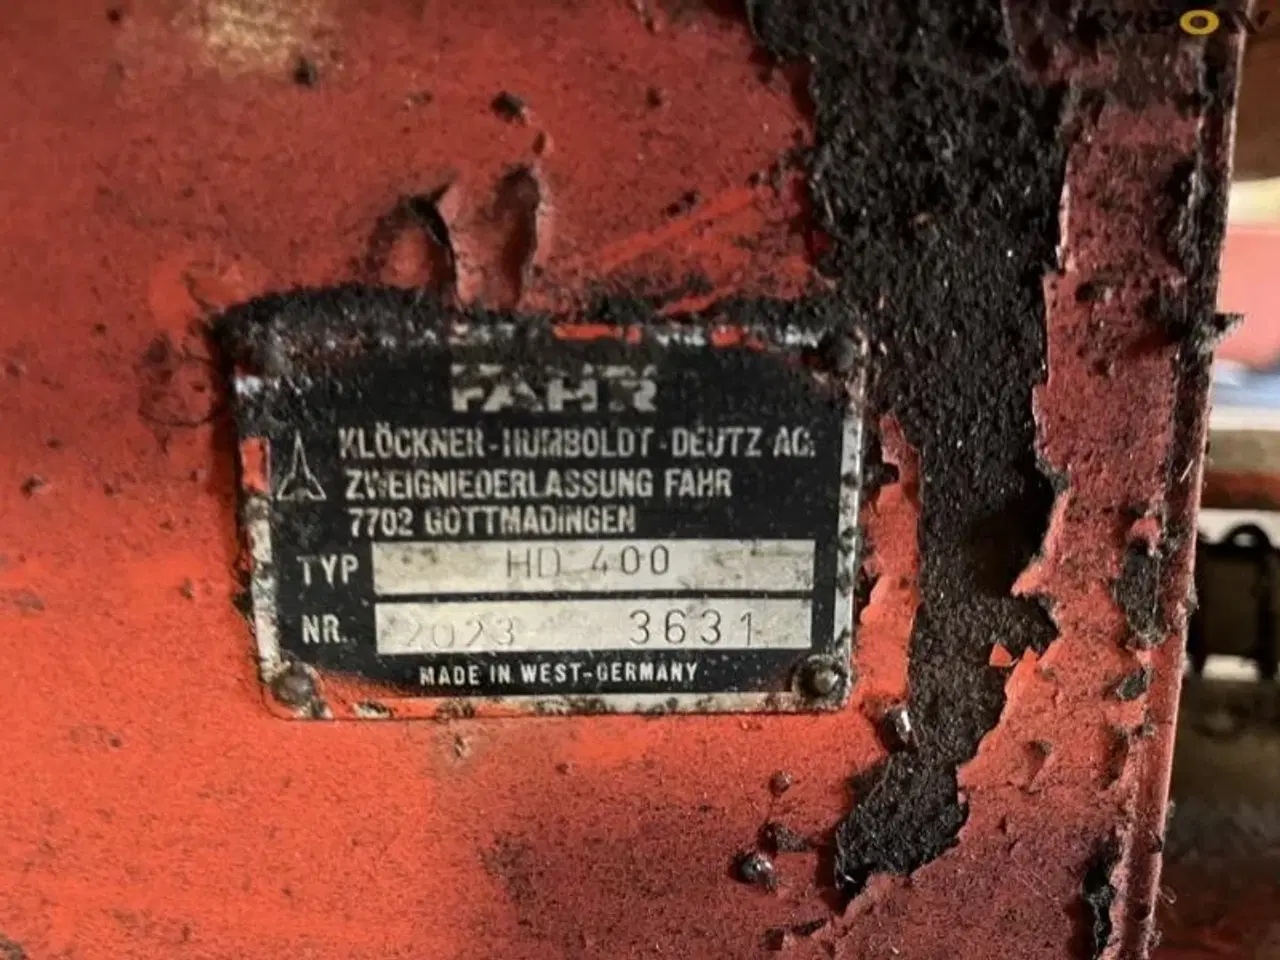 FAHR
KLÖCKNER-HUMBOLDT-DEUTZ AG.
ZWEIGNIEDERLASSUNG FAHR
7702 GOTTMADINGEN
TYP HD 400
NR. 2023 3631
MADE IN WEST-GERMANY